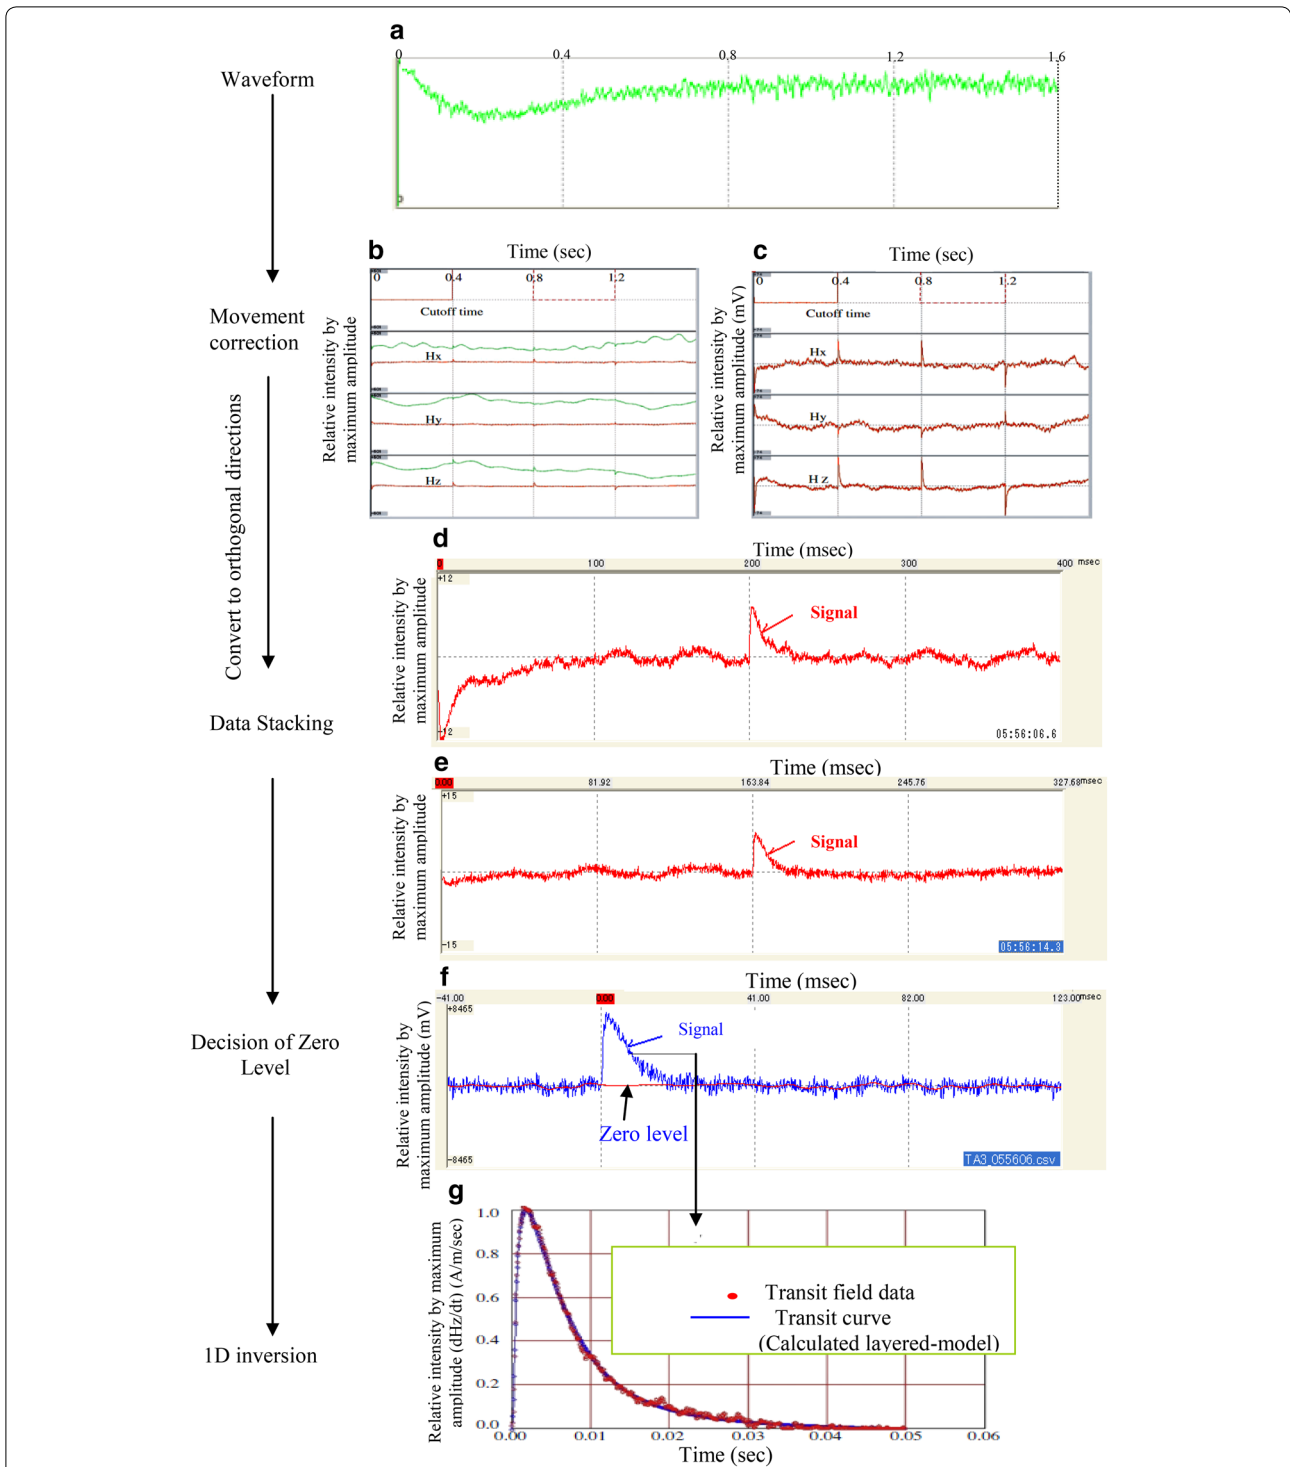 a
0 0.4 0.8 1.2 1.6
Waveform
b
Time (sec)
c
Time (sec)
0 0.4 0.8 1.2
0 0.4 0.8 1.2
Cutoff time
Cutoff time
Movement
correction
Relative intensity by
maximum amplitude
Relative intensity by
maximum amplitude (mV)
Hx
Hx
Hy
Hy
Hz
H Z
Convert to orthogonal directions
d
Time (msec)
0 100 200 300 400 msec
+12
Signal
Relative intensity by
maximum amplitude
Data Stacking
-12
05:56:06.6
e
Time (msec)
0.00 81.92 163.84 245.76 327.68msec
+15
Signal
Relative intensity by
maximum amplitude
-15
05:56:14.3
f
Time (msec)
-41.00 0.00 41.00 82.00 123.00msec
+8465
Signal
Relative intensity by maximum
amplitude (mV)
Decision of Zero
Level
Zero level
-8465
TA3_055606.csv
g
1.0
0.8
0.6
0.4
0.2
0.0
Relative intensity by maximum
amplitude (dHz/dt) (A/m/sec)
Transit field data
Transit curve
(Calculated layered-model)
1D inversion
0.00 0.01 0.02 0.03 0.04 0.05 0.06
Time (sec)